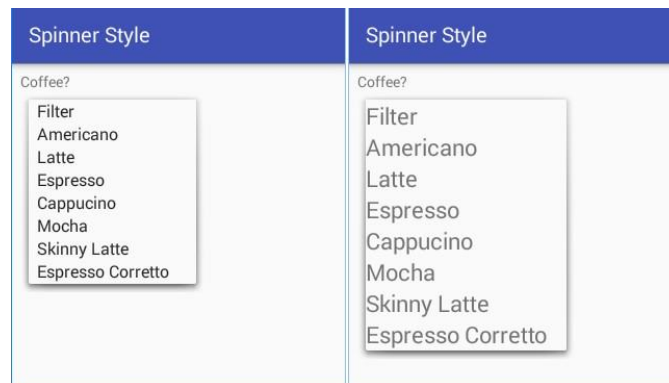 Spinner Style
Coffee?
Filter
Americano
Latte
Espresso
Cappucino
Mocha
Skinny Latte
Espresso Corretto
Spinner Style
Coffee?
Filter
Americano
Latte
Espresso
Cappucino
Mocha
Skinny Latte
Espresso Corretto